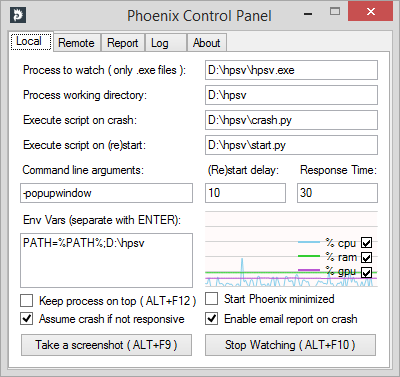 Phoenix Control Panel
Local Remote Report Log About
Process to watch ( only .exe files ): D:\hpsv\hpsv.exe
Process working directory: D:\hpsv
Execute script on crash: D:\hpsv\crash.py
Execute script on (re)start: D:\hpsv\start.py
Command line arguments: (Re)start delay: Response Time:
-popupwindow 10 30
Env Vars (separate with ENTER):
PATH=%PATH%;D:\hpsv
% cpu
% ram
% gpu
Keep process on top ( ALT+F12 ) Start Phoenix minimized
Assume crash if not responsive Enable email report on crash
Take a screenshot ( ALT+F9 ) Stop Watching ( ALT+F10 )